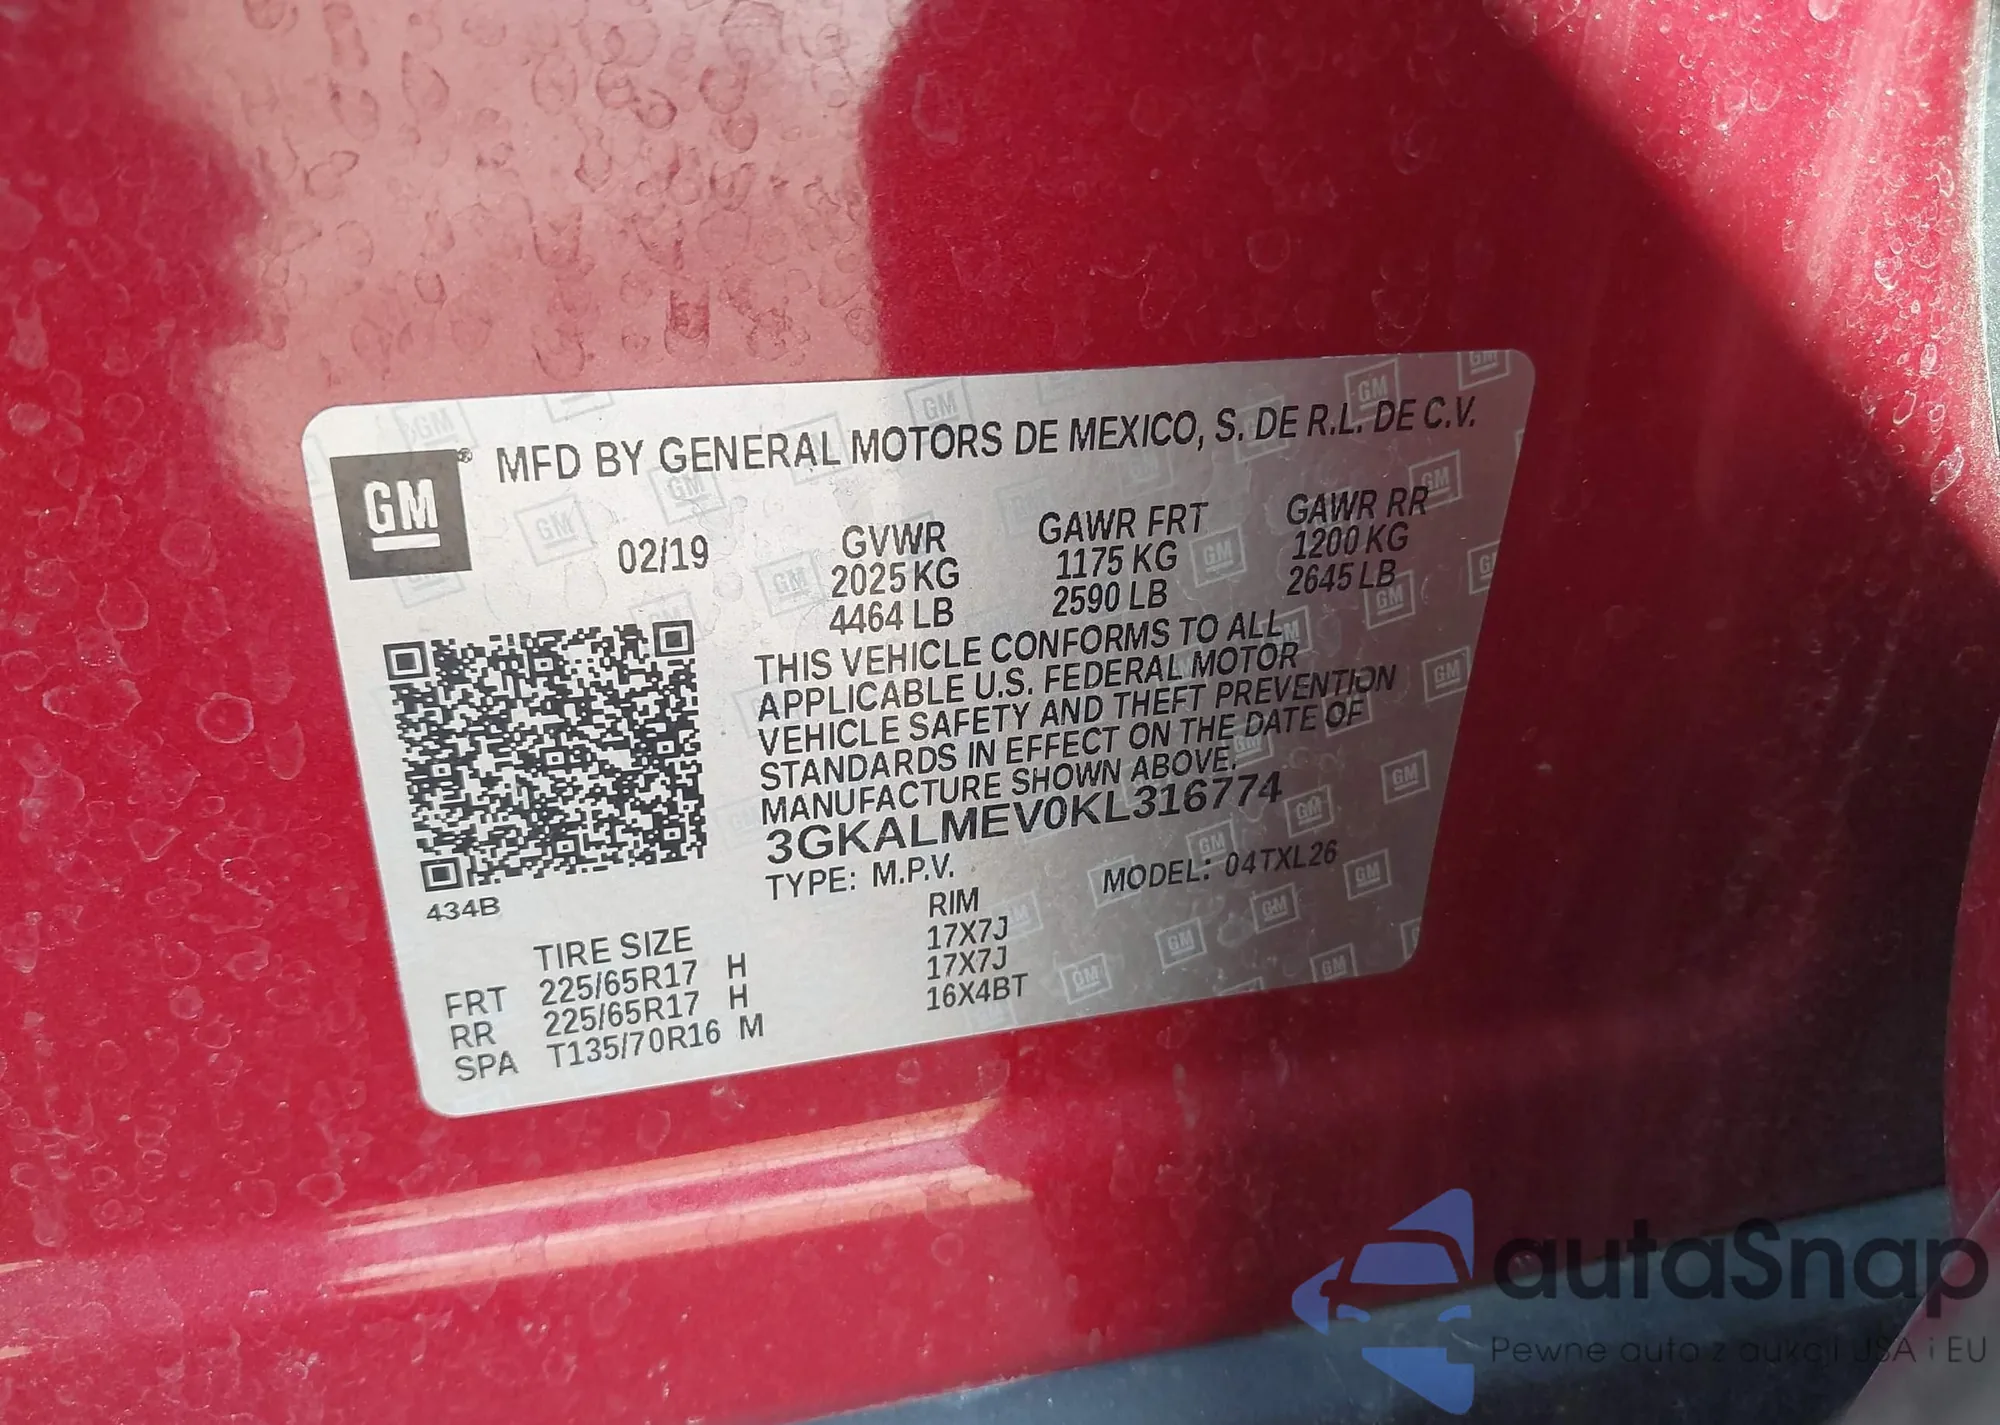 GM
MFD BY GENERAL MOTORS DE MEXICO, S. DE R.L. DE C.V.
02/19
GVWR
2025 KG
4464 LB
GAWR FRT
1175 KG
2590 LB
GAWR RR
1200 KG
2645 LB
THIS VEHICLE CONFORMS TO ALL
APPLICABLE U.S. FEDERAL MOTOR
VEHICLE SAFETY AND THEFT PREVENTION
STANDARDS IN EFFECT ON THE DATE OF
MANUFACTURE SHOWN ABOVE.
3GKALMEV0KL316774
TYPE: M.P.V. MODEL: 04TXL26
434B
TIRE SIZE RIM
FRT 225/65R17 H 17X7J
RR 225/65R17 H 17X7J
SPA T135/70R16 M 16X4BT
autaSnap
Pewne auto z aukcji USA i EU